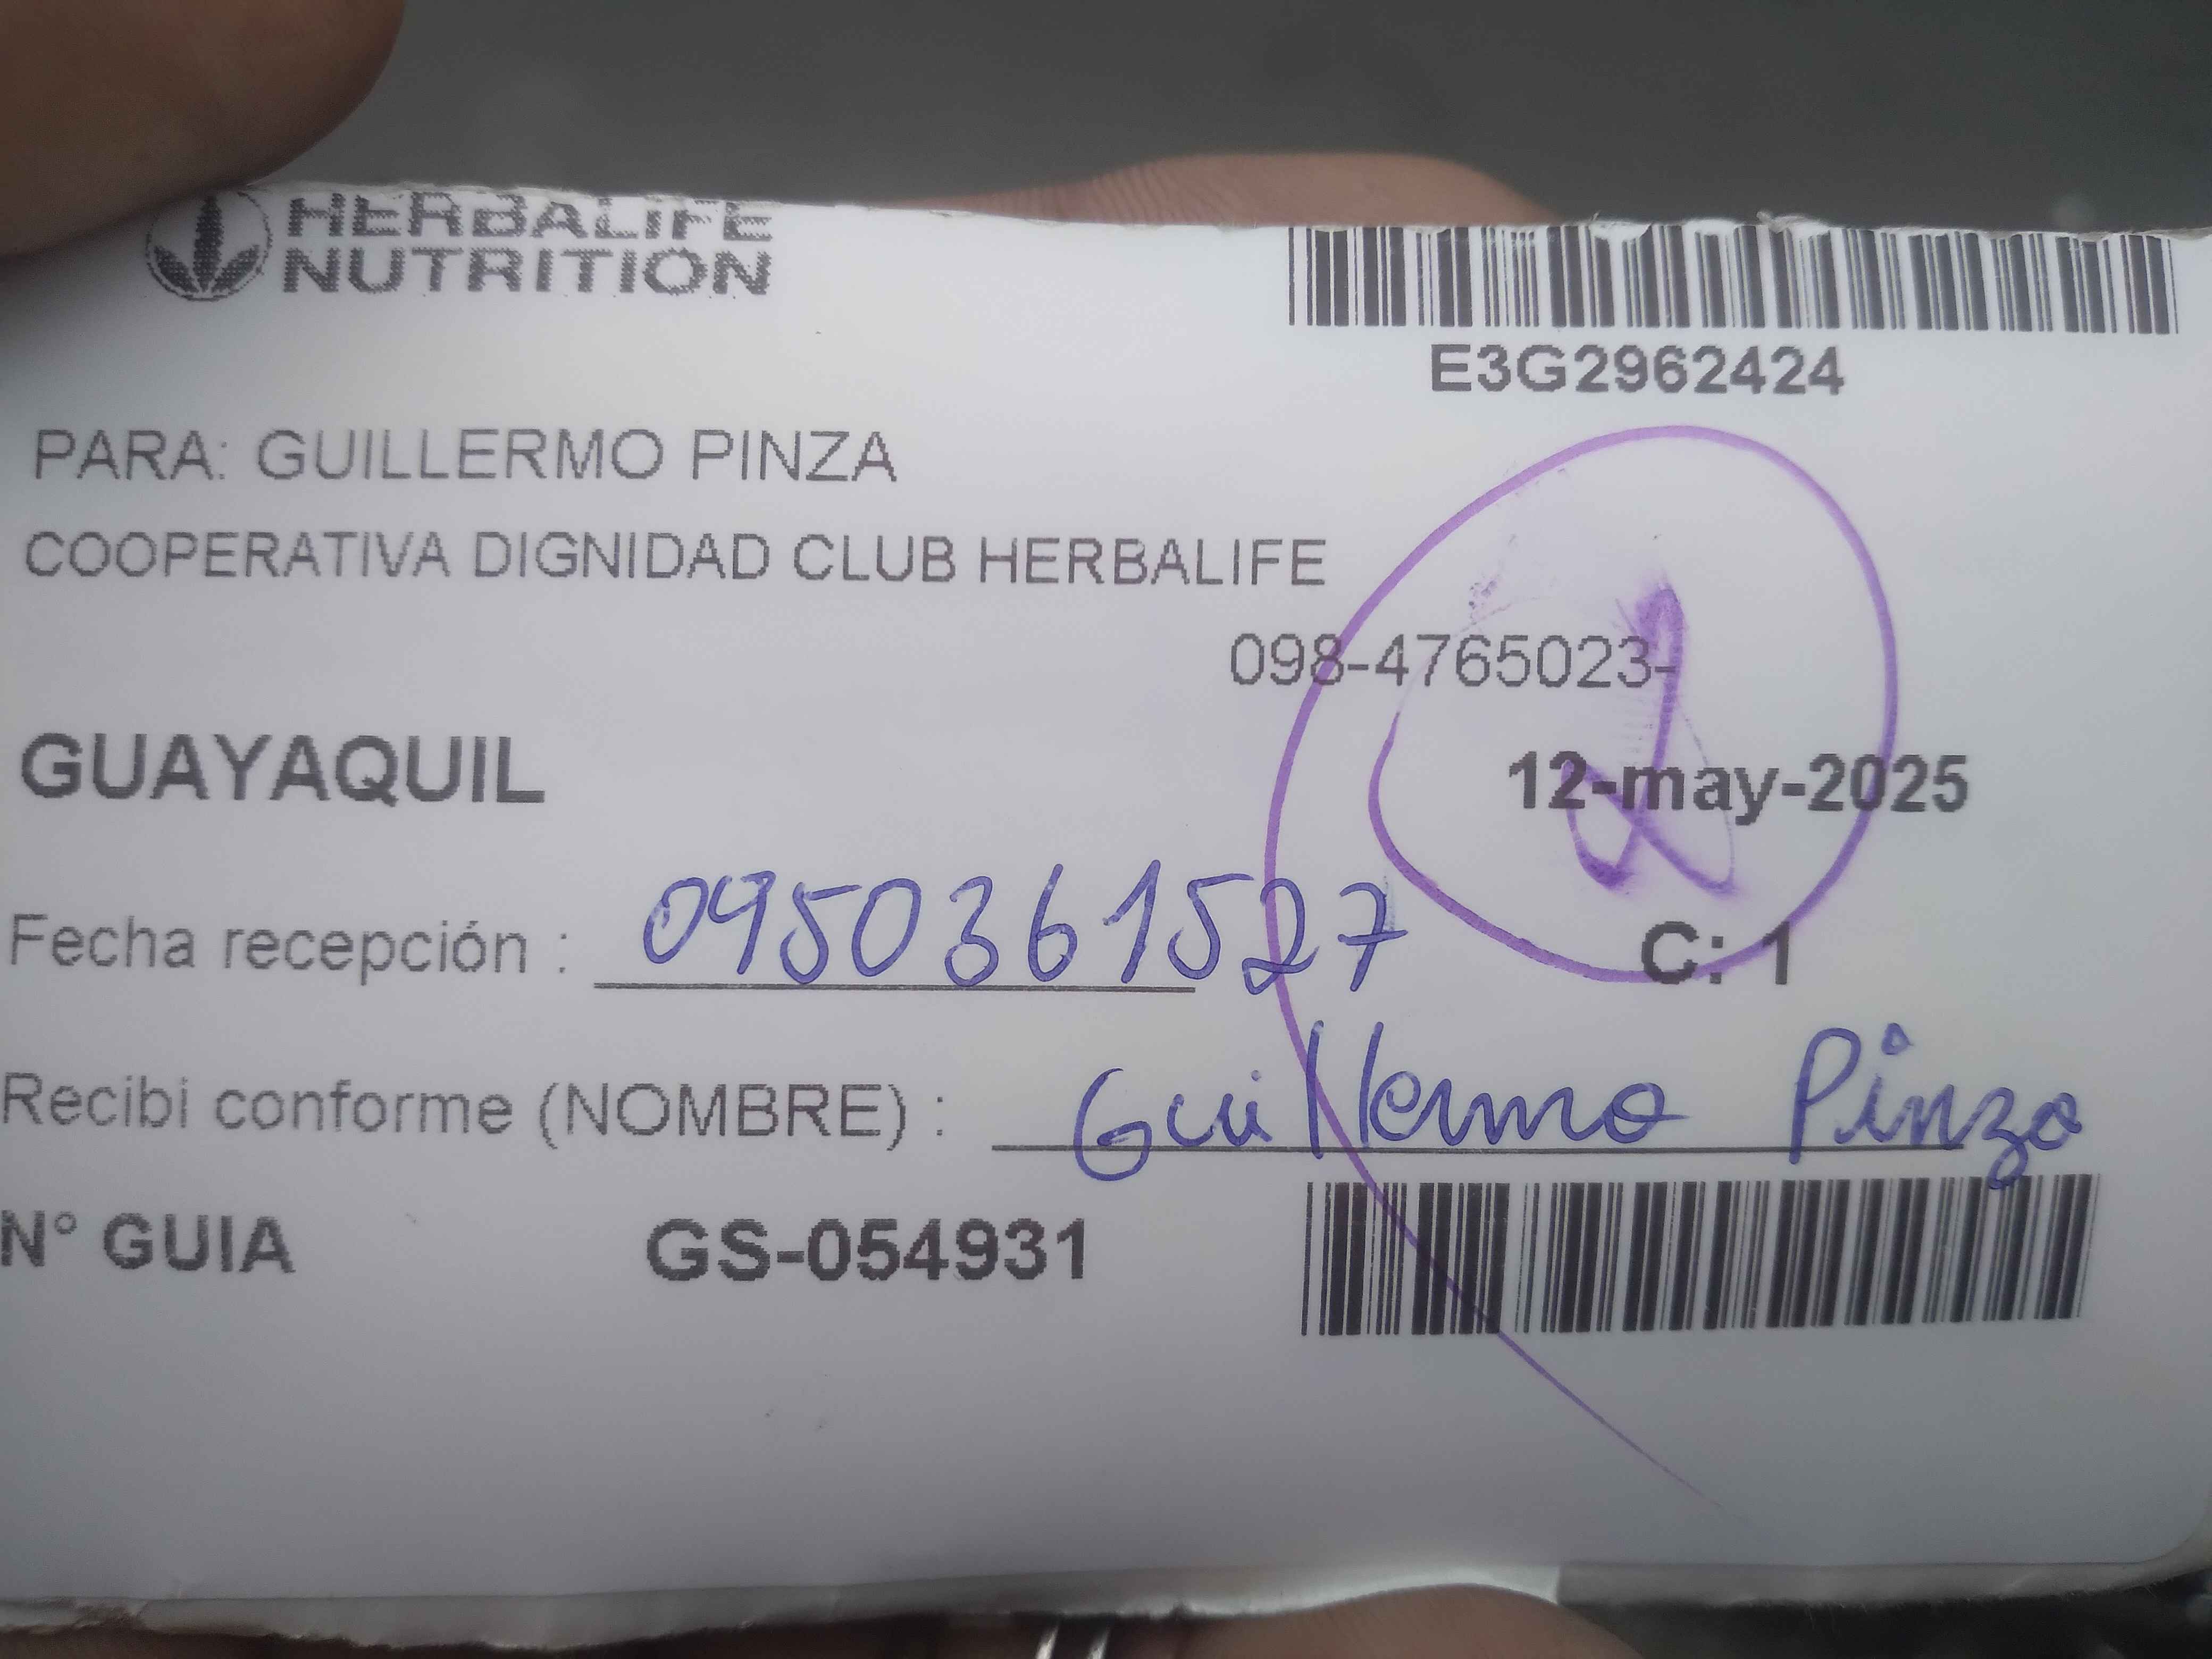 HERBALIFE
NUTRITION
E3G2962424
PARA: GUILLERMO PINZA
COOPERATIVA DIGNIDAD CLUB HERBALIFE
098-4765023-
GUAYAQUIL
12-may-2025
Fecha recepción : 0950361527
C: 1
Recibi conforme (NOMBRE) : Guillermo Pinza
N° GUIA GS-054931